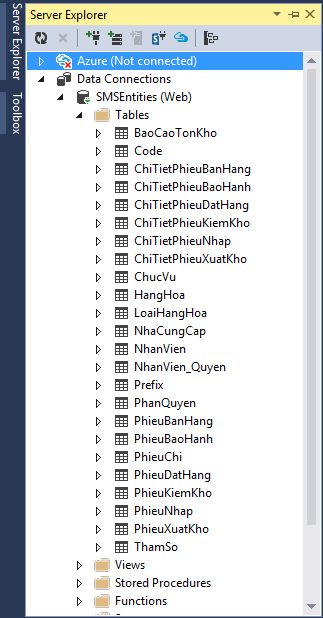 Server Explorer
Toolbox
Server Explorer
Azure (Not connected)
Data Connections
SMSEntities (Web)
Tables
BaoCaoTonKho
Code
ChiTietPhieuBanHang
ChiTietPhieuBaoHanh
ChiTietPhieuDatHang
ChiTietPhieuKiemKho
ChiTietPhieuNhap
ChiTietPhieuXuatKho
ChucVu
HangHoa
LoaiHangHoa
NhaCungCap
NhanVien
NhanVien_Quyen
Prefix
PhanQuyen
PhieuBanHang
PhieuBaoHanh
PhieuChi
PhieuDatHang
PhieuKiemKho
PhieuNhap
PhieuXuatKho
ThamSo
Views
Stored Procedures
Functions